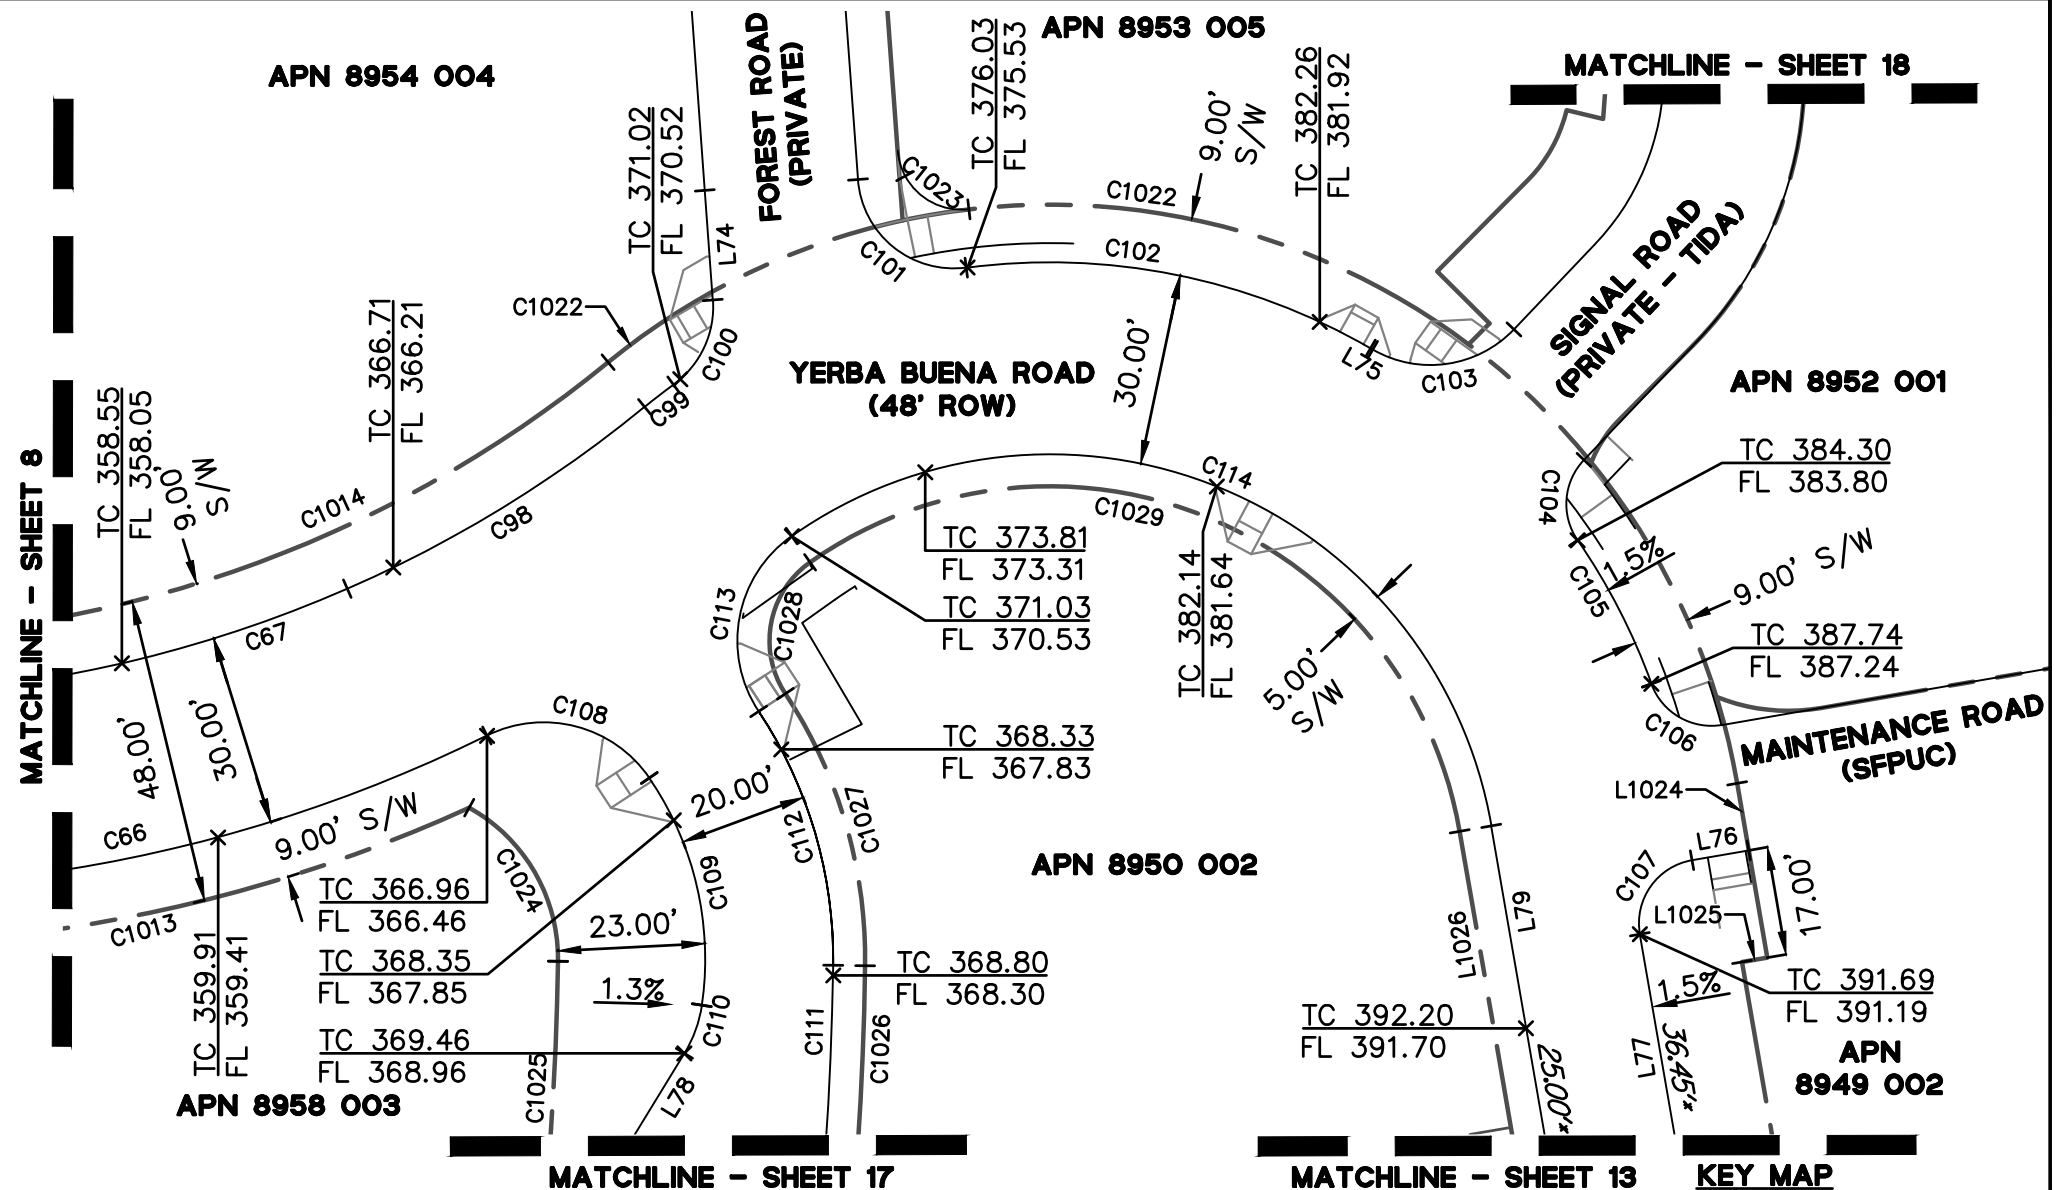 APN 8953 005
APN 8954 004
FOREST ROAD
(PRIVATE)
TC 376.03
FL 375.53
TC 382.26
FL 381.92
9.00'
S/W
MATCHLINE - SHEET 18
TC 371.02
FL 370.52
L74
C1023
C1022
C101
C102
SIGNAL ROAD
(PRIVATE - TIDA)
C1022
TC 366.71
FL 366.21
C100
C99
YERBA BUENA ROAD
(48' ROW)
30.00'
L75
C103
APN 8952 001
TC 358.55
FL 358.05
9.00'
S/W
MATCHLINE - SHEET 8
C1014
C98
C114
C1029
C104
TC 384.30
FL 383.80
TC 373.81
FL 373.31
TC 371.03
FL 370.53
TC 382.14
FL 381.64
1.5%
C105
9.00' S/W
C67
C113
C1028
5.00'
S/W
TC 387.74
FL 387.24
48.00'
30.00'
C108
TC 368.33
FL 367.83
C106
MAINTENANCE ROAD
(SFPUC)
20.00'
L1024
C66
9.00' S/W
C112
C1027
L76
C107
17.00'
C1013
C1024
C109
APN 8950 002
L1026
L79
L1025
TC 366.96
FL 366.46
23.00'
TC 359.91
FL 359.41
TC 368.35
FL 367.85
1.3%
C110
TC 368.80
FL 368.30
TC 391.69
FL 391.19
1.5%
TC 392.20
FL 391.70
TC 369.46
FL 368.96
C1025
L78
C111
C1026
25.00'*
L77
36.45'*
APN
8949 002
APN 8958 003
MATCHLINE - SHEET 17
MATCHLINE - SHEET 13
KEY MAP